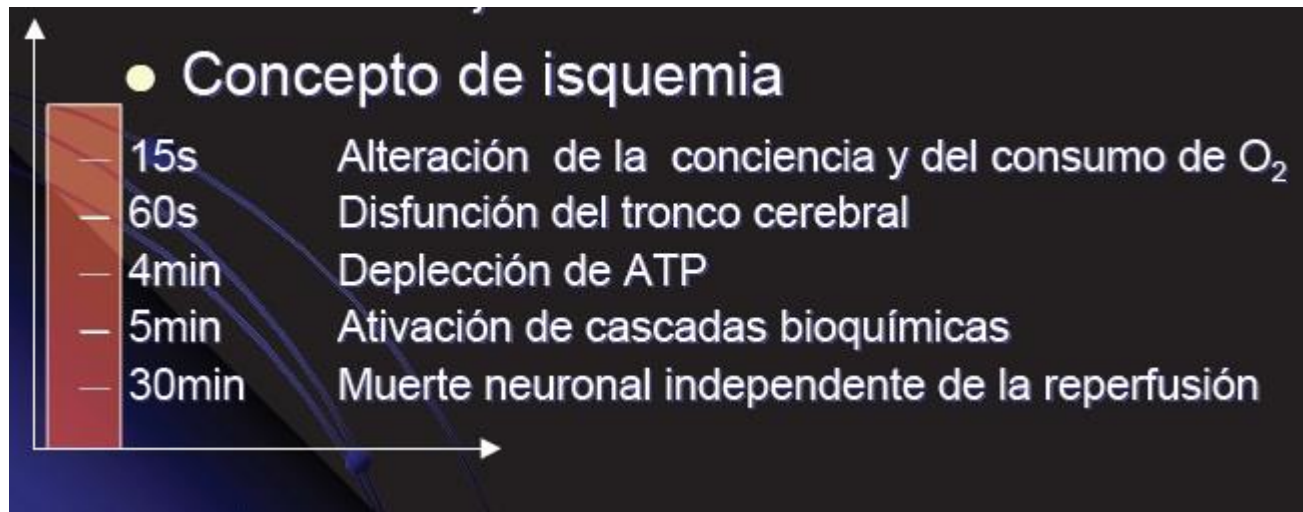 Concepto de isquemia
15s Alteración de la conciencia y del consumo de O₂
60s Disfunción del tronco cerebral
4min Deplección de ATP
5min Ativación de cascadas bioquímicas
30min Muerte neuronal independente de la reperfusión